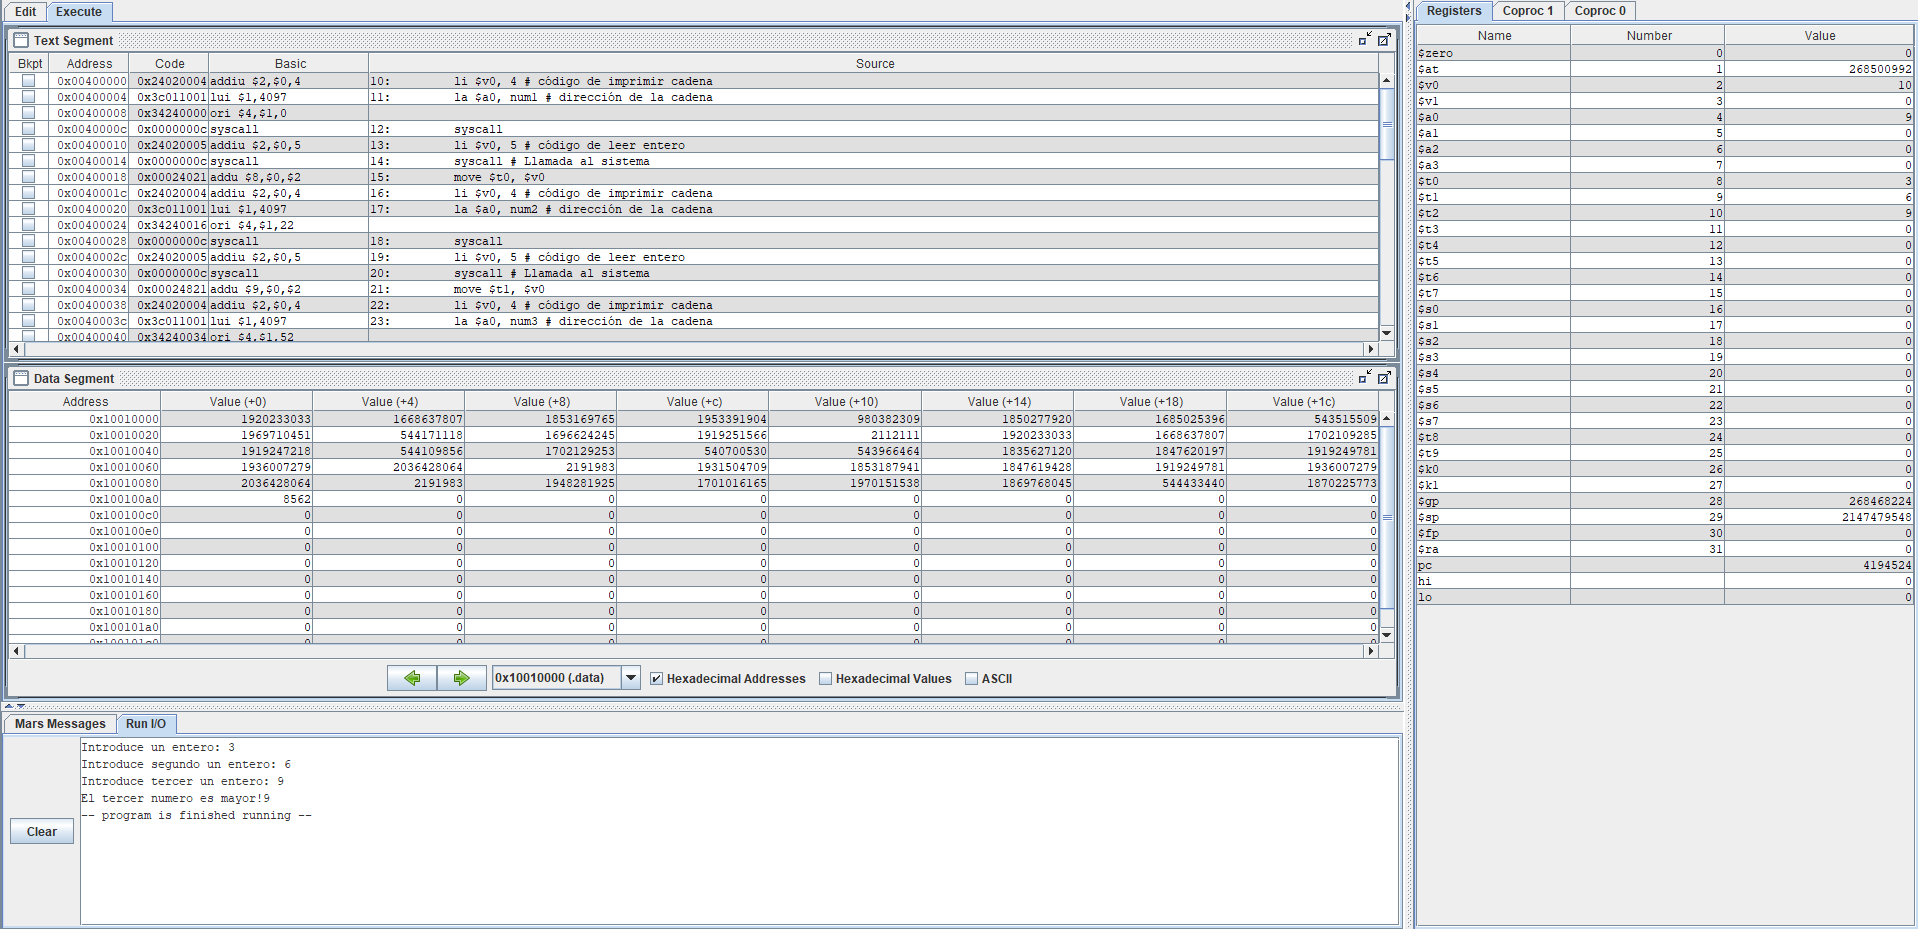 Edit Execute
Text Segment
Bkpt Address Code Basic Source
0x00400000 0x24020004 addiu $2,$0,4 10: li $v0, 4 # código de imprimir cadena
0x00400004 0x3c011001 lui $1,4097 11: la $a0, num1 # dirección de la cadena
0x00400008 0x34240000 ori $4,$1,0
0x0040000c 0x0000000c syscall 12: syscall
0x00400010 0x24020005 addiu $2,$0,5 13: li $v0, 5 # código de leer entero
0x00400014 0x0000000c syscall 14: syscall # Llamada al sistema
0x00400018 0x00024021 addu $8,$0,$2 15: move $t0, $v0
0x0040001c 0x24020004 addiu $2,$0,4 16: li $v0, 4 # código de imprimir cadena
0x00400020 0x3c011001 lui $1,4097 17: la $a0, num2 # dirección de la cadena
0x00400024 0x34240016 ori $4,$1,22
0x00400028 0x0000000c syscall 18: syscall
0x0040002c 0x24020005 addiu $2,$0,5 19: li $v0, 5 # código de leer entero
0x00400030 0x0000000c syscall 20: syscall # Llamada al sistema
0x00400034 0x00024821 addu $9,$0,$2 21: move $t1, $v0
0x00400038 0x24020004 addiu $2,$0,4 22: li $v0, 4 # código de imprimir cadena
0x0040003c 0x3c011001 lui $1,4097 23: la $a0, num3 # dirección de la cadena
0x00400040 0x34240034 ori $4,$1,52
Data Segment
Address Value (+0) Value (+4) Value (+8) Value (+c) Value (+10) Value (+14) Value (+18) Value (+1c)
0x10010000 1920233033 1668637807 1853169765 1953391904 980382309 1850277920 1685025396 543515509
0x10010020 1969710451 544171118 1696624245 1919251566 2112111 1920233033 1668637807 1702109285
0x10010040 1919247218 544109856 1702129253 540700530 543966464 1835627120 1847620197 1919249781
0x10010060 1936007279 2036428064 2191983 1931504709 1853187941 1847619428 1919249781 1936007279
0x10010080 2036428064 2191983 1948281925 1701016165 1970151538 1869768045 544433440 1870225773
0x100100a0 8562 0 0 0 0 0 0 0
0x100100c0 0 0 0 0 0 0 0 0
0x100100e0 0 0 0 0 0 0 0 0
0x10010100 0 0 0 0 0 0 0 0
0x10010120 0 0 0 0 0 0 0 0
0x10010140 0 0 0 0 0 0 0 0
0x10010160 0 0 0 0 0 0 0 0
0x10010180 0 0 0 0 0 0 0 0
0x100101a0 0 0 0 0 0 0 0 0
0x100101c0 0 0 0 0 0 0 0 0
0x10010000 (.data) Hexadecimal Addresses Hexadecimal Values ASCII
Mars Messages Run I/O
Clear
Introduce un entero: 3
Introduce segundo un entero: 6
Introduce tercer un entero: 9
El tercer numero es mayor!9
-- program is finished running --
Registers Coproc 1 Coproc 0
Name Number Value
$zero 0 0
$at 1 268500992
$v0 2 10
$v1 3 0
$a0 4 9
$a1 5 0
$a2 6 0
$a3 7 0
$t0 8 3
$t1 9 6
$t2 10 9
$t3 11 0
$t4 12 0
$t5 13 0
$t6 14 0
$t7 15 0
$s0 16 0
$s1 17 0
$s2 18 0
$s3 19 0
$s4 20 0
$s5 21 0
$s6 22 0
$s7 23 0
$t8 24 0
$t9 25 0
$k0 26 0
$k1 27 0
$gp 28 268468224
$sp 29 2147479548
$fp 30 0
$ra 31 0
pc 4194524
hi 0
lo 0